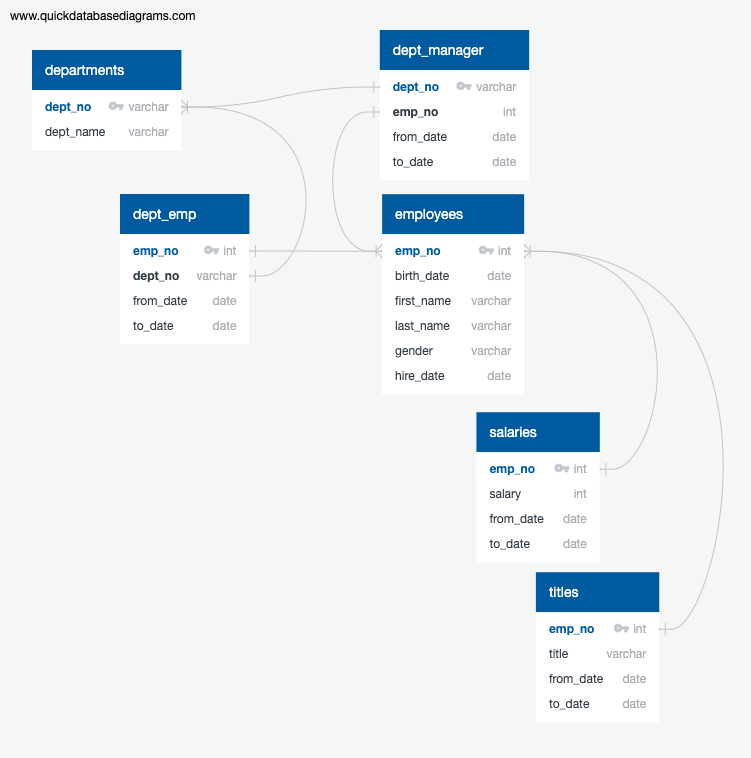 www.quickdatabasediagrams.com
departments
dept_no varchar
dept_name varchar
dept_manager
dept_no varchar
emp_no int
from_date date
to_date date
dept_emp
emp_no int
dept_no varchar
from_date date
to_date date
employees
emp_no int
birth_date date
first_name varchar
last_name varchar
gender varchar
hire_date date
salaries
emp_no int
salary int
from_date date
to_date date
titles
emp_no int
title varchar
from_date date
to_date date